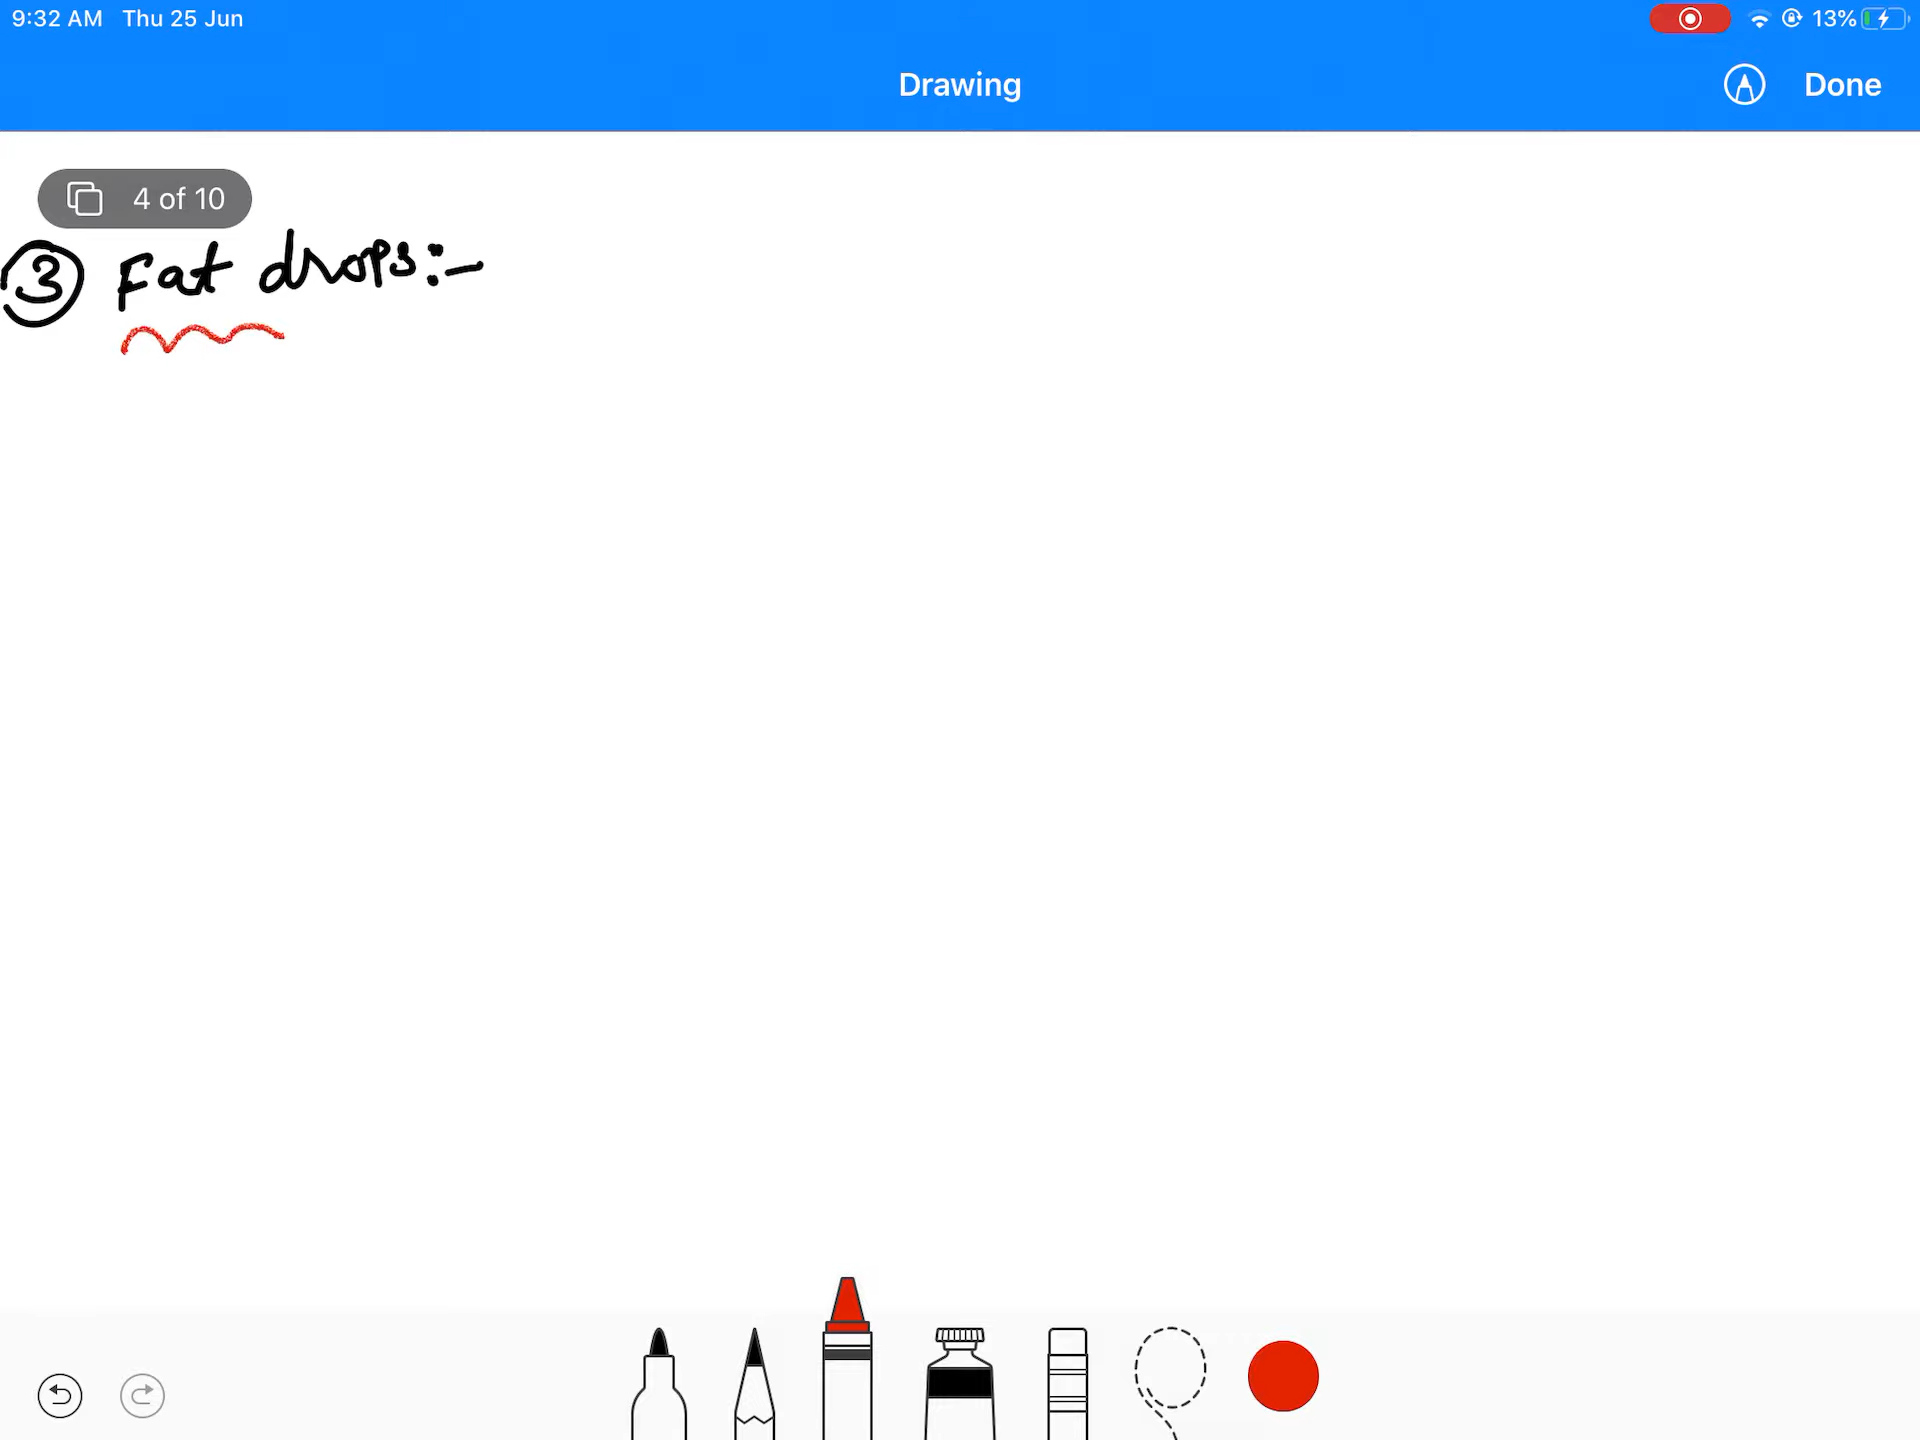 9:32 AM Thu 25 Jun 13%
Drawing Done
4 of 10
③ Fat drops:-